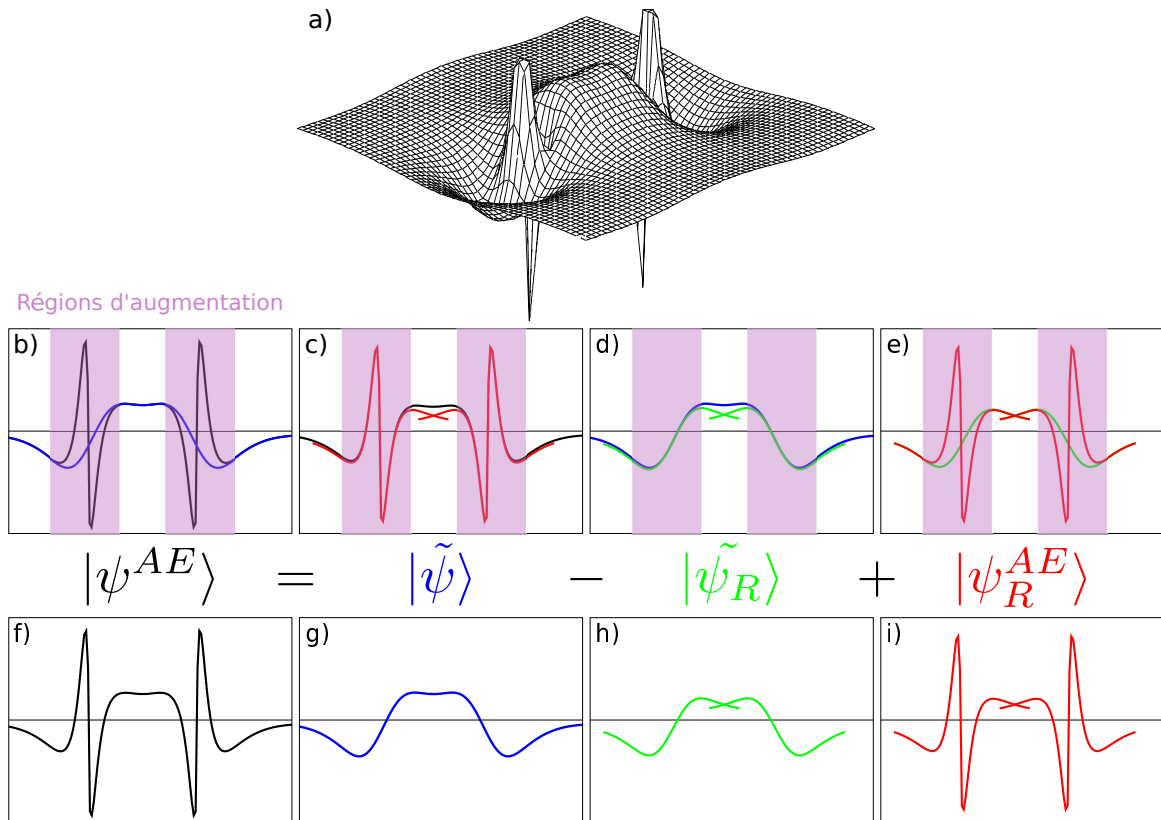 a)
Régions d'augmentation
b) c) d) e)
|ψ^{AE}⟩ = |ψ̃⟩ − |ψ̃_R⟩ + |ψ_R^{AE}⟩
f) g) h) i)